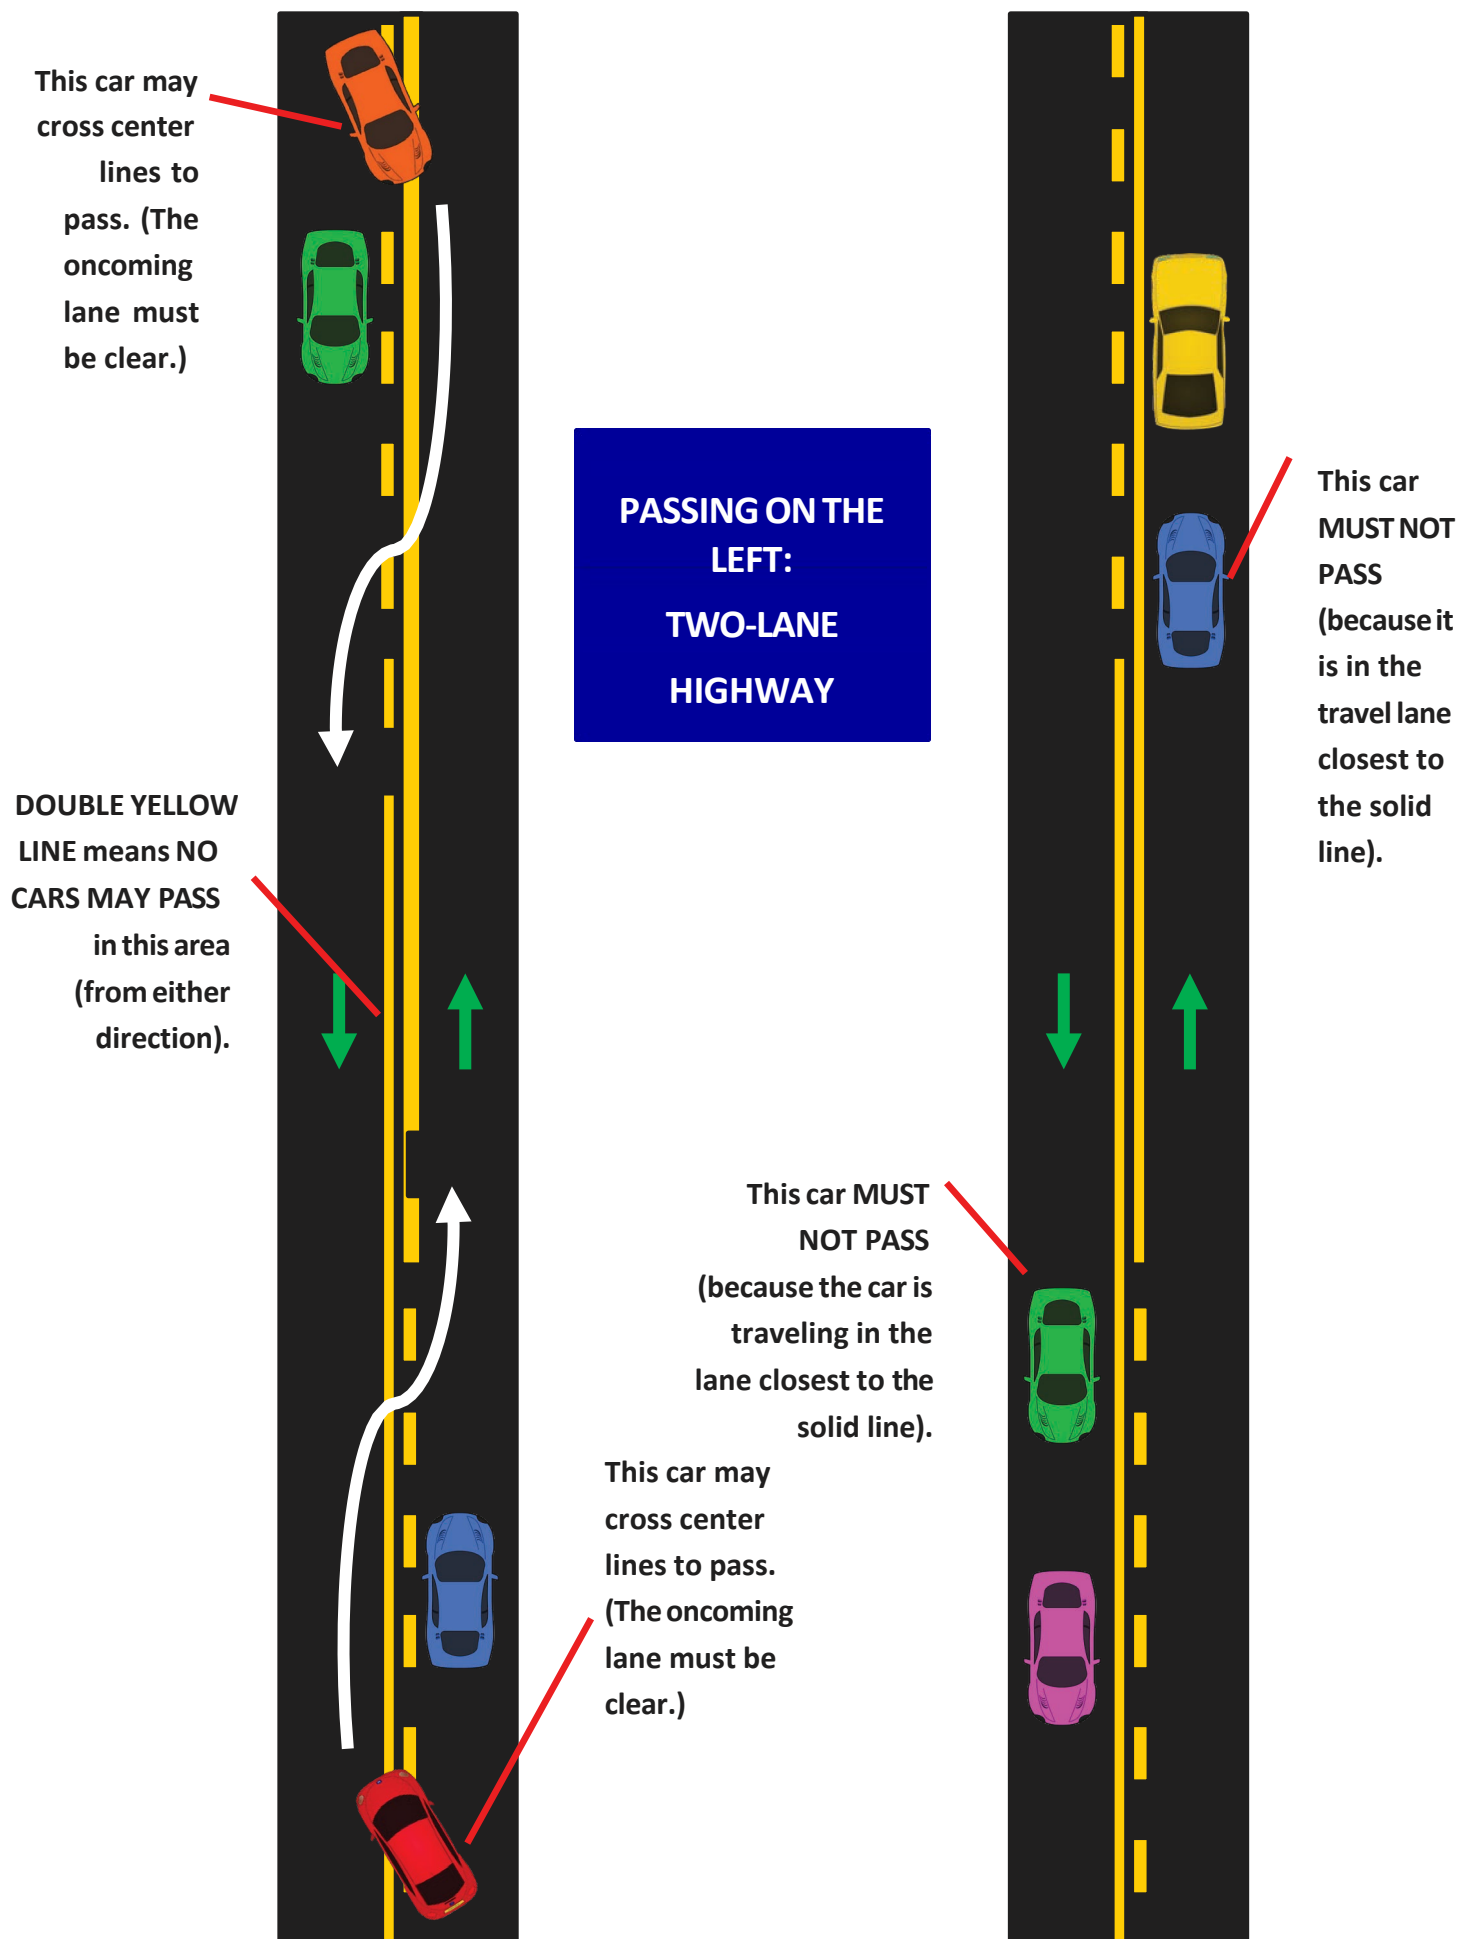 This car may
cross center
lines to
pass. (The
oncoming
lane must
be clear.)
PASSING ON THE
LEFT:
TWO-LANE
HIGHWAY
This car
MUST NOT
PASS
(because it
is in the
travel lane
closest to
the solid
line).
DOUBLE YELLOW
LINE means NO
CARS MAY PASS
in this area
(from either
direction).
This car MUST
NOT PASS
(because the car is
traveling in the
lane closest to the
solid line).
This car may
cross center
lines to pass.
(The oncoming
lane must be
clear.)